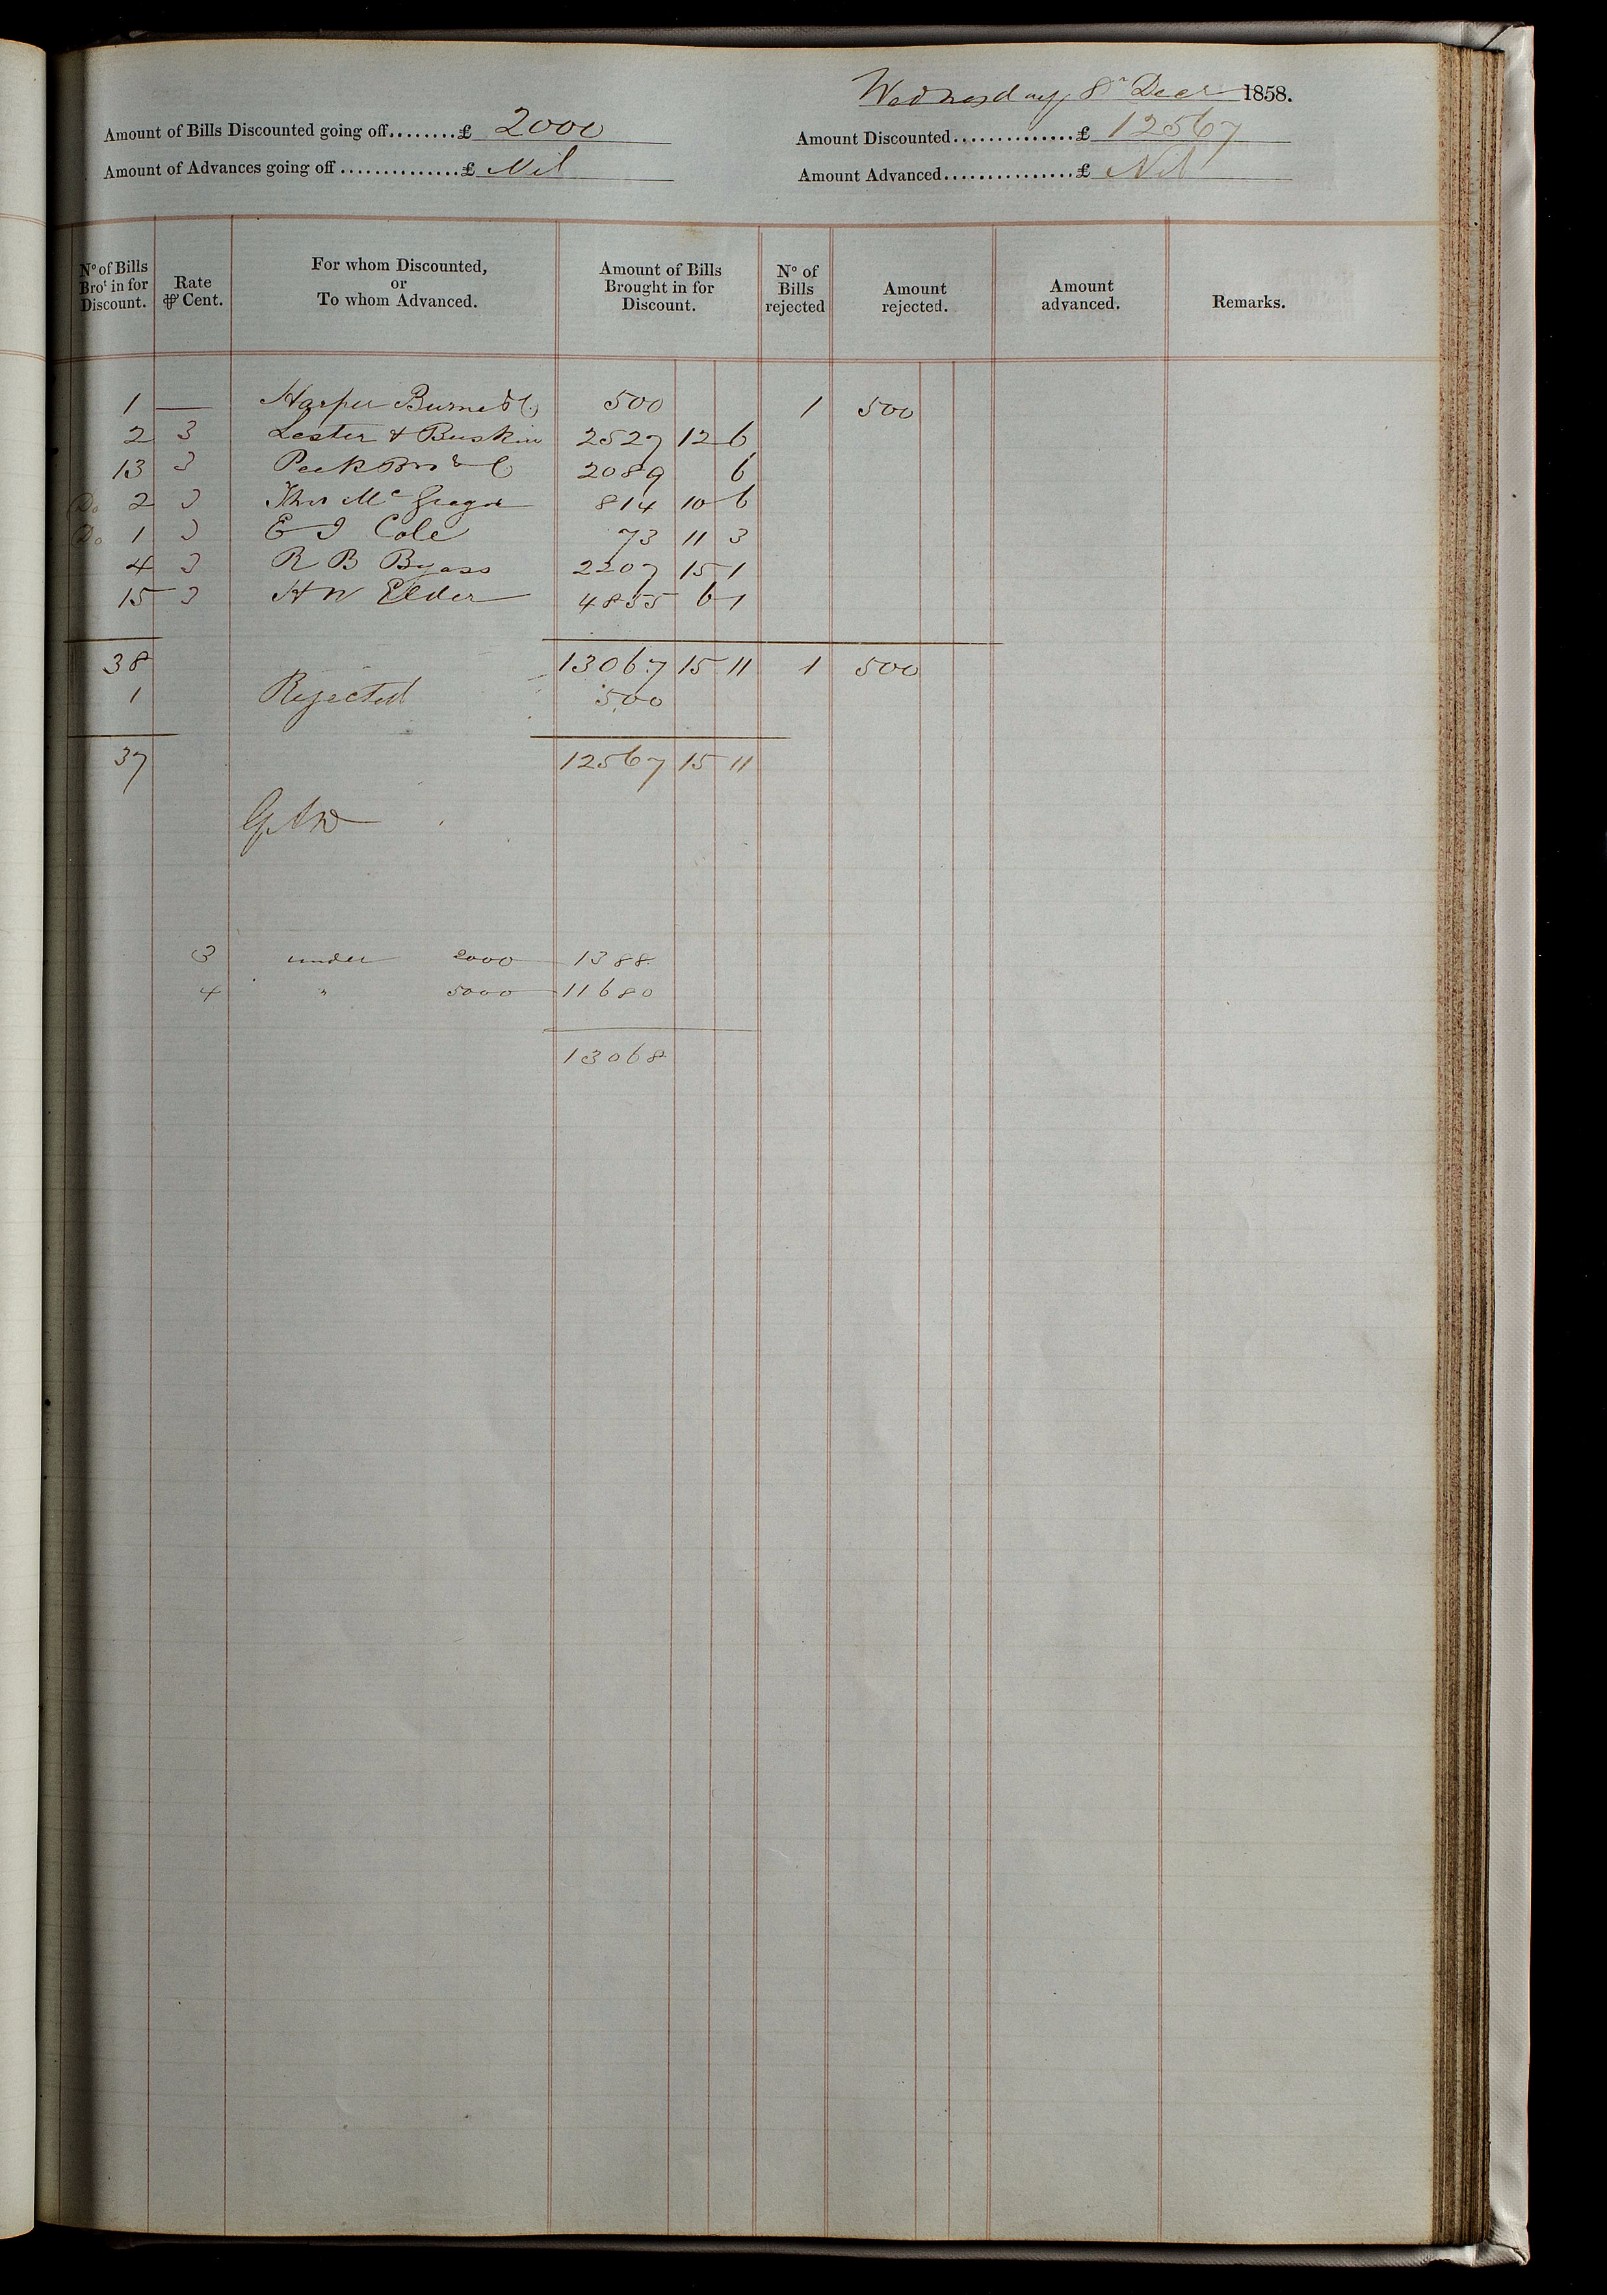 Wednesday 8th Decr 1858.
Amount of Bills Discounted going off........£ 2000
Amount Discounted..............£ 12567
Amount of Advances going off..............£ Nil
Amount Advanced...............£ Nil
No of Bills Brot in for Discount. Rate ⅌ Cent. For whom Discounted, or To whom Advanced. Amount of Bills Brought in for Discount. No of Bills rejected Amount rejected. Amount advanced. Remarks.
1 — Harper Burne & Co 500 1 500
2 3 Lester & Buskin 2527 12 6
13 3 Peek Bros & Co 2089 6
Do 2 3 Thos McGregor 814 10 6
Do 1 3 E I Cole 73 11 3
4 3 R B Byass 2207 15 1
15 3 H W Elder 4855 6 1
38 13067 15 11 1 500
1 Rejected 500
37 12567 15 11
3 under 2000 1388
4 " 5000 11680
13068